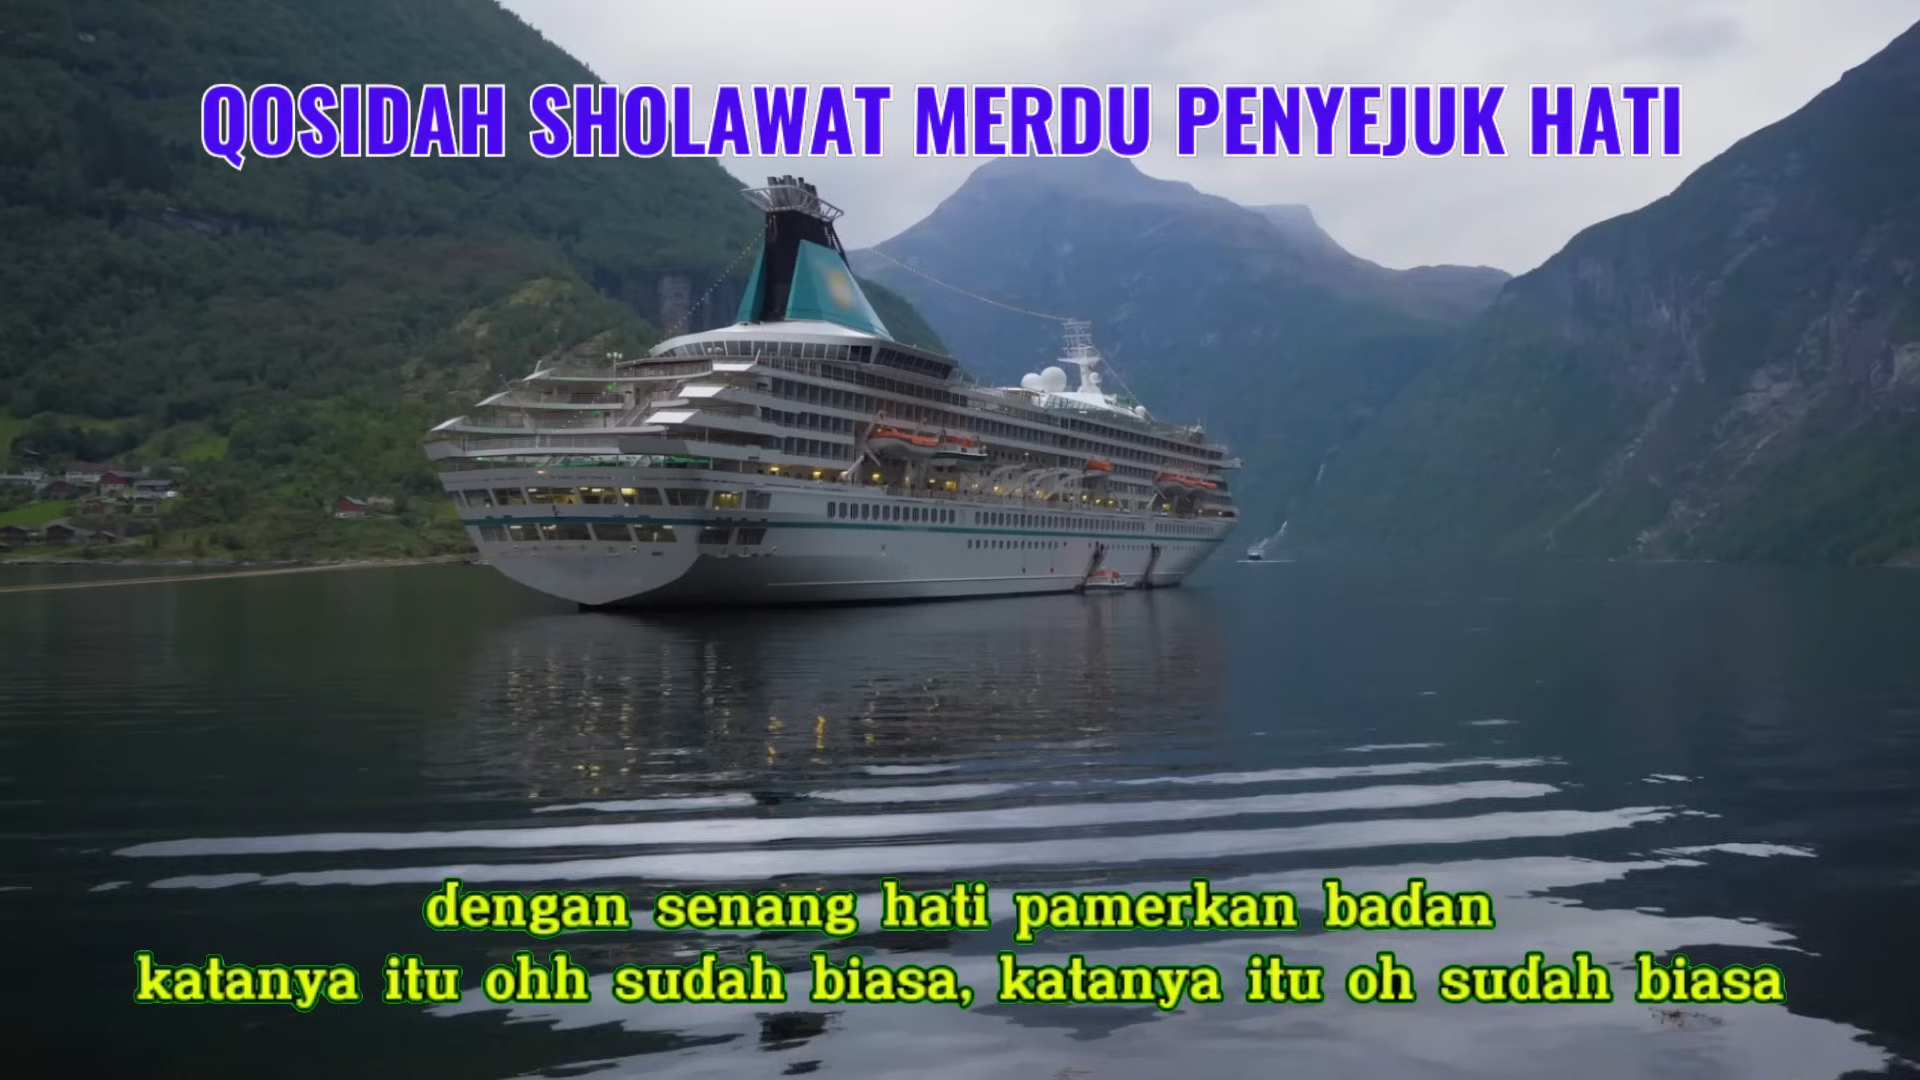 QOSIDAH SHOLAWAT MERDU PENYEJUK HATI
dengan senang hati pamerkan badan
katanya itu ohh sudah biasa, katanya itu oh sudah biasa